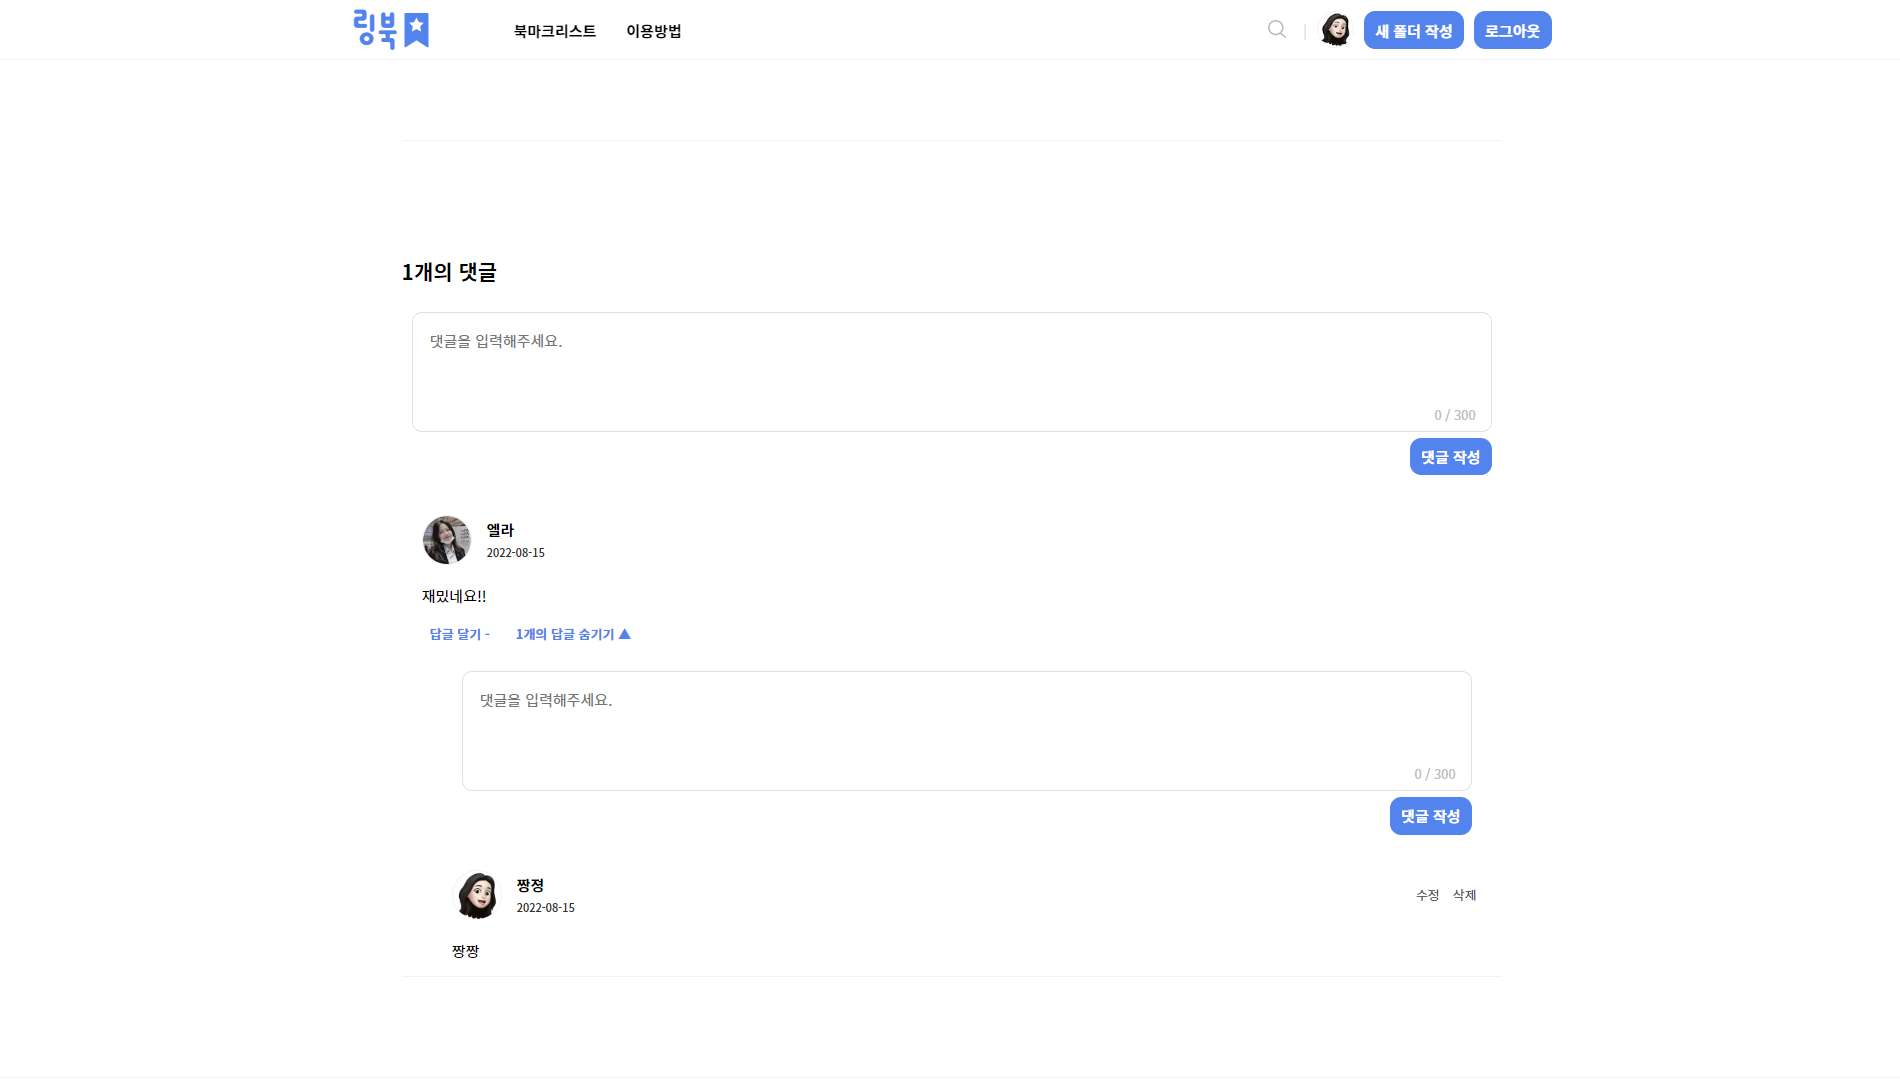 링북
북마크리스트 이용방법
| 새 폴더 작성 로그아웃
1개의 댓글
댓글을 입력해주세요.
0 / 300
댓글 작성
엘라
2022-08-15
재밌네요!!
답글 달기 - 1개의 답글 숨기기 ▲
댓글을 입력해주세요.
0 / 300
댓글 작성
짱졍
2022-08-15
수정 삭제
짱짱